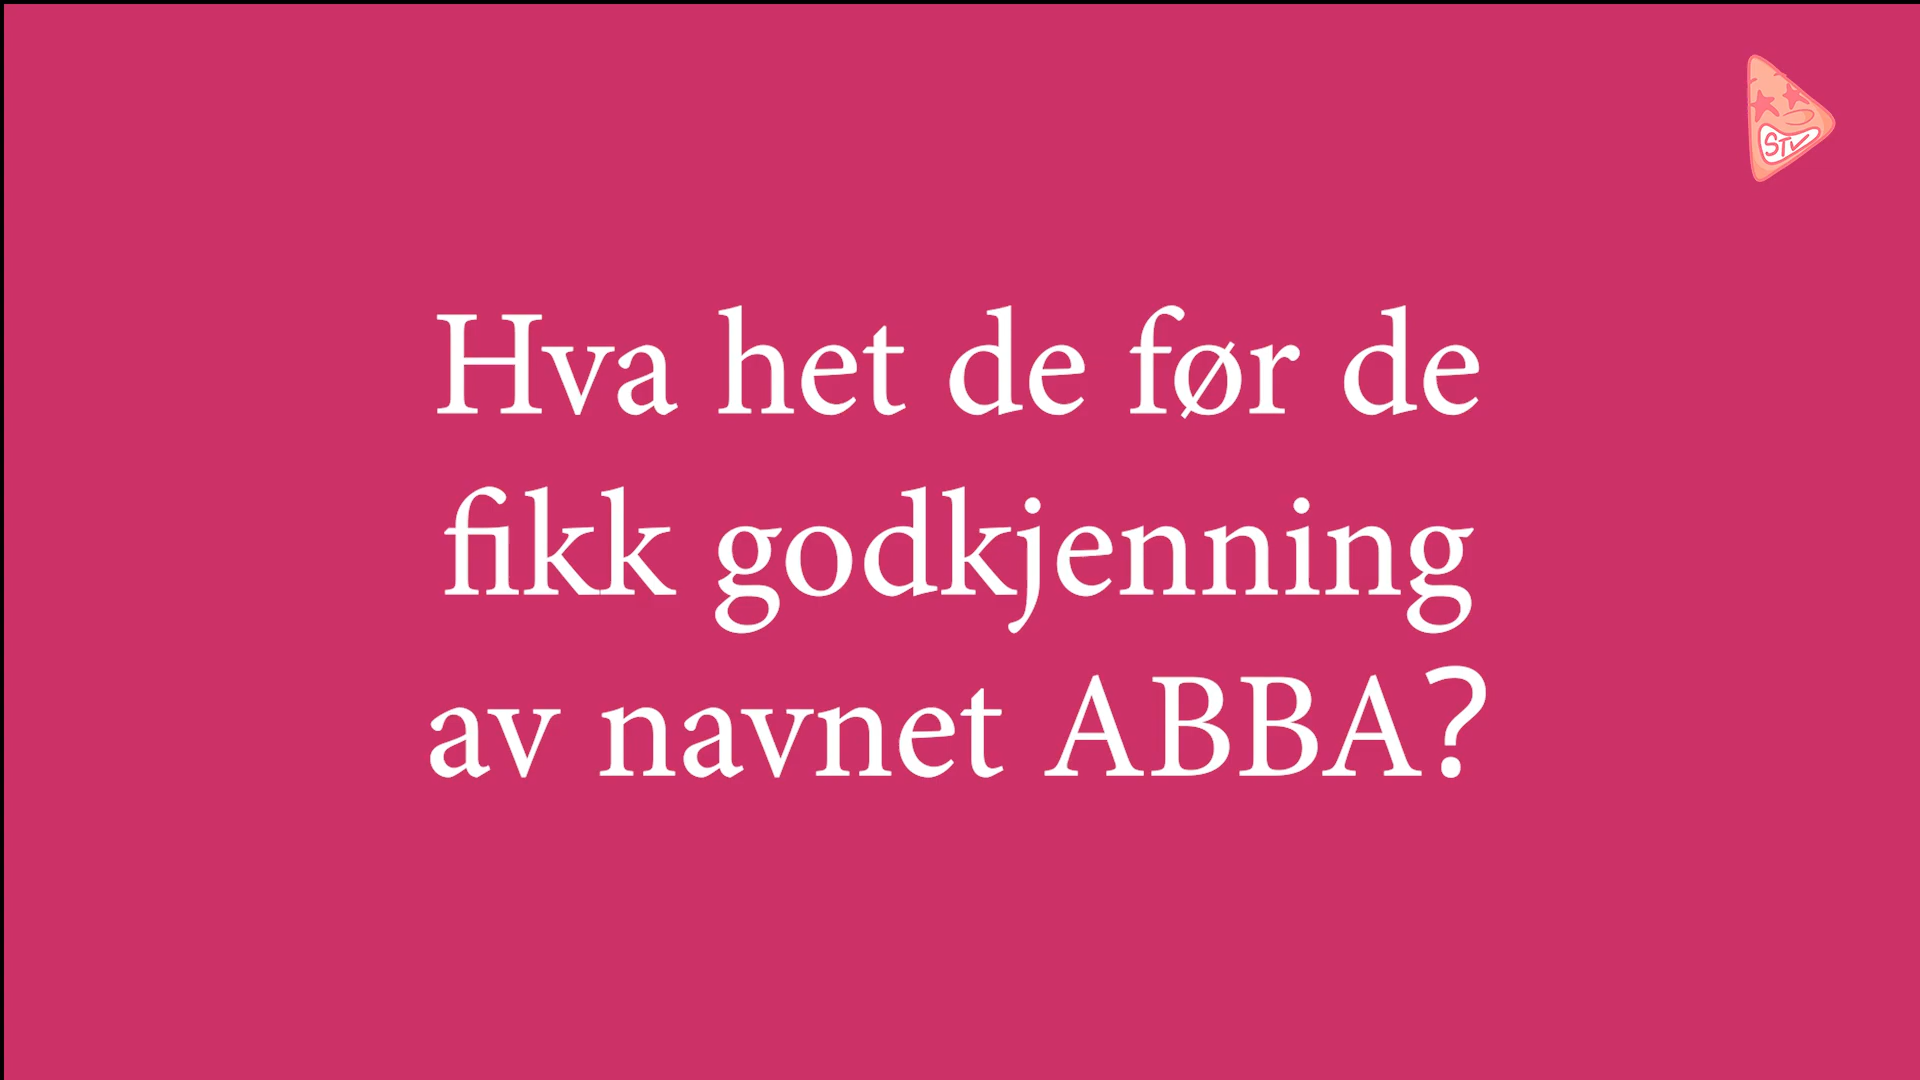 STV
Hva het de før de
fikk godkjenning
av navnet ABBA?